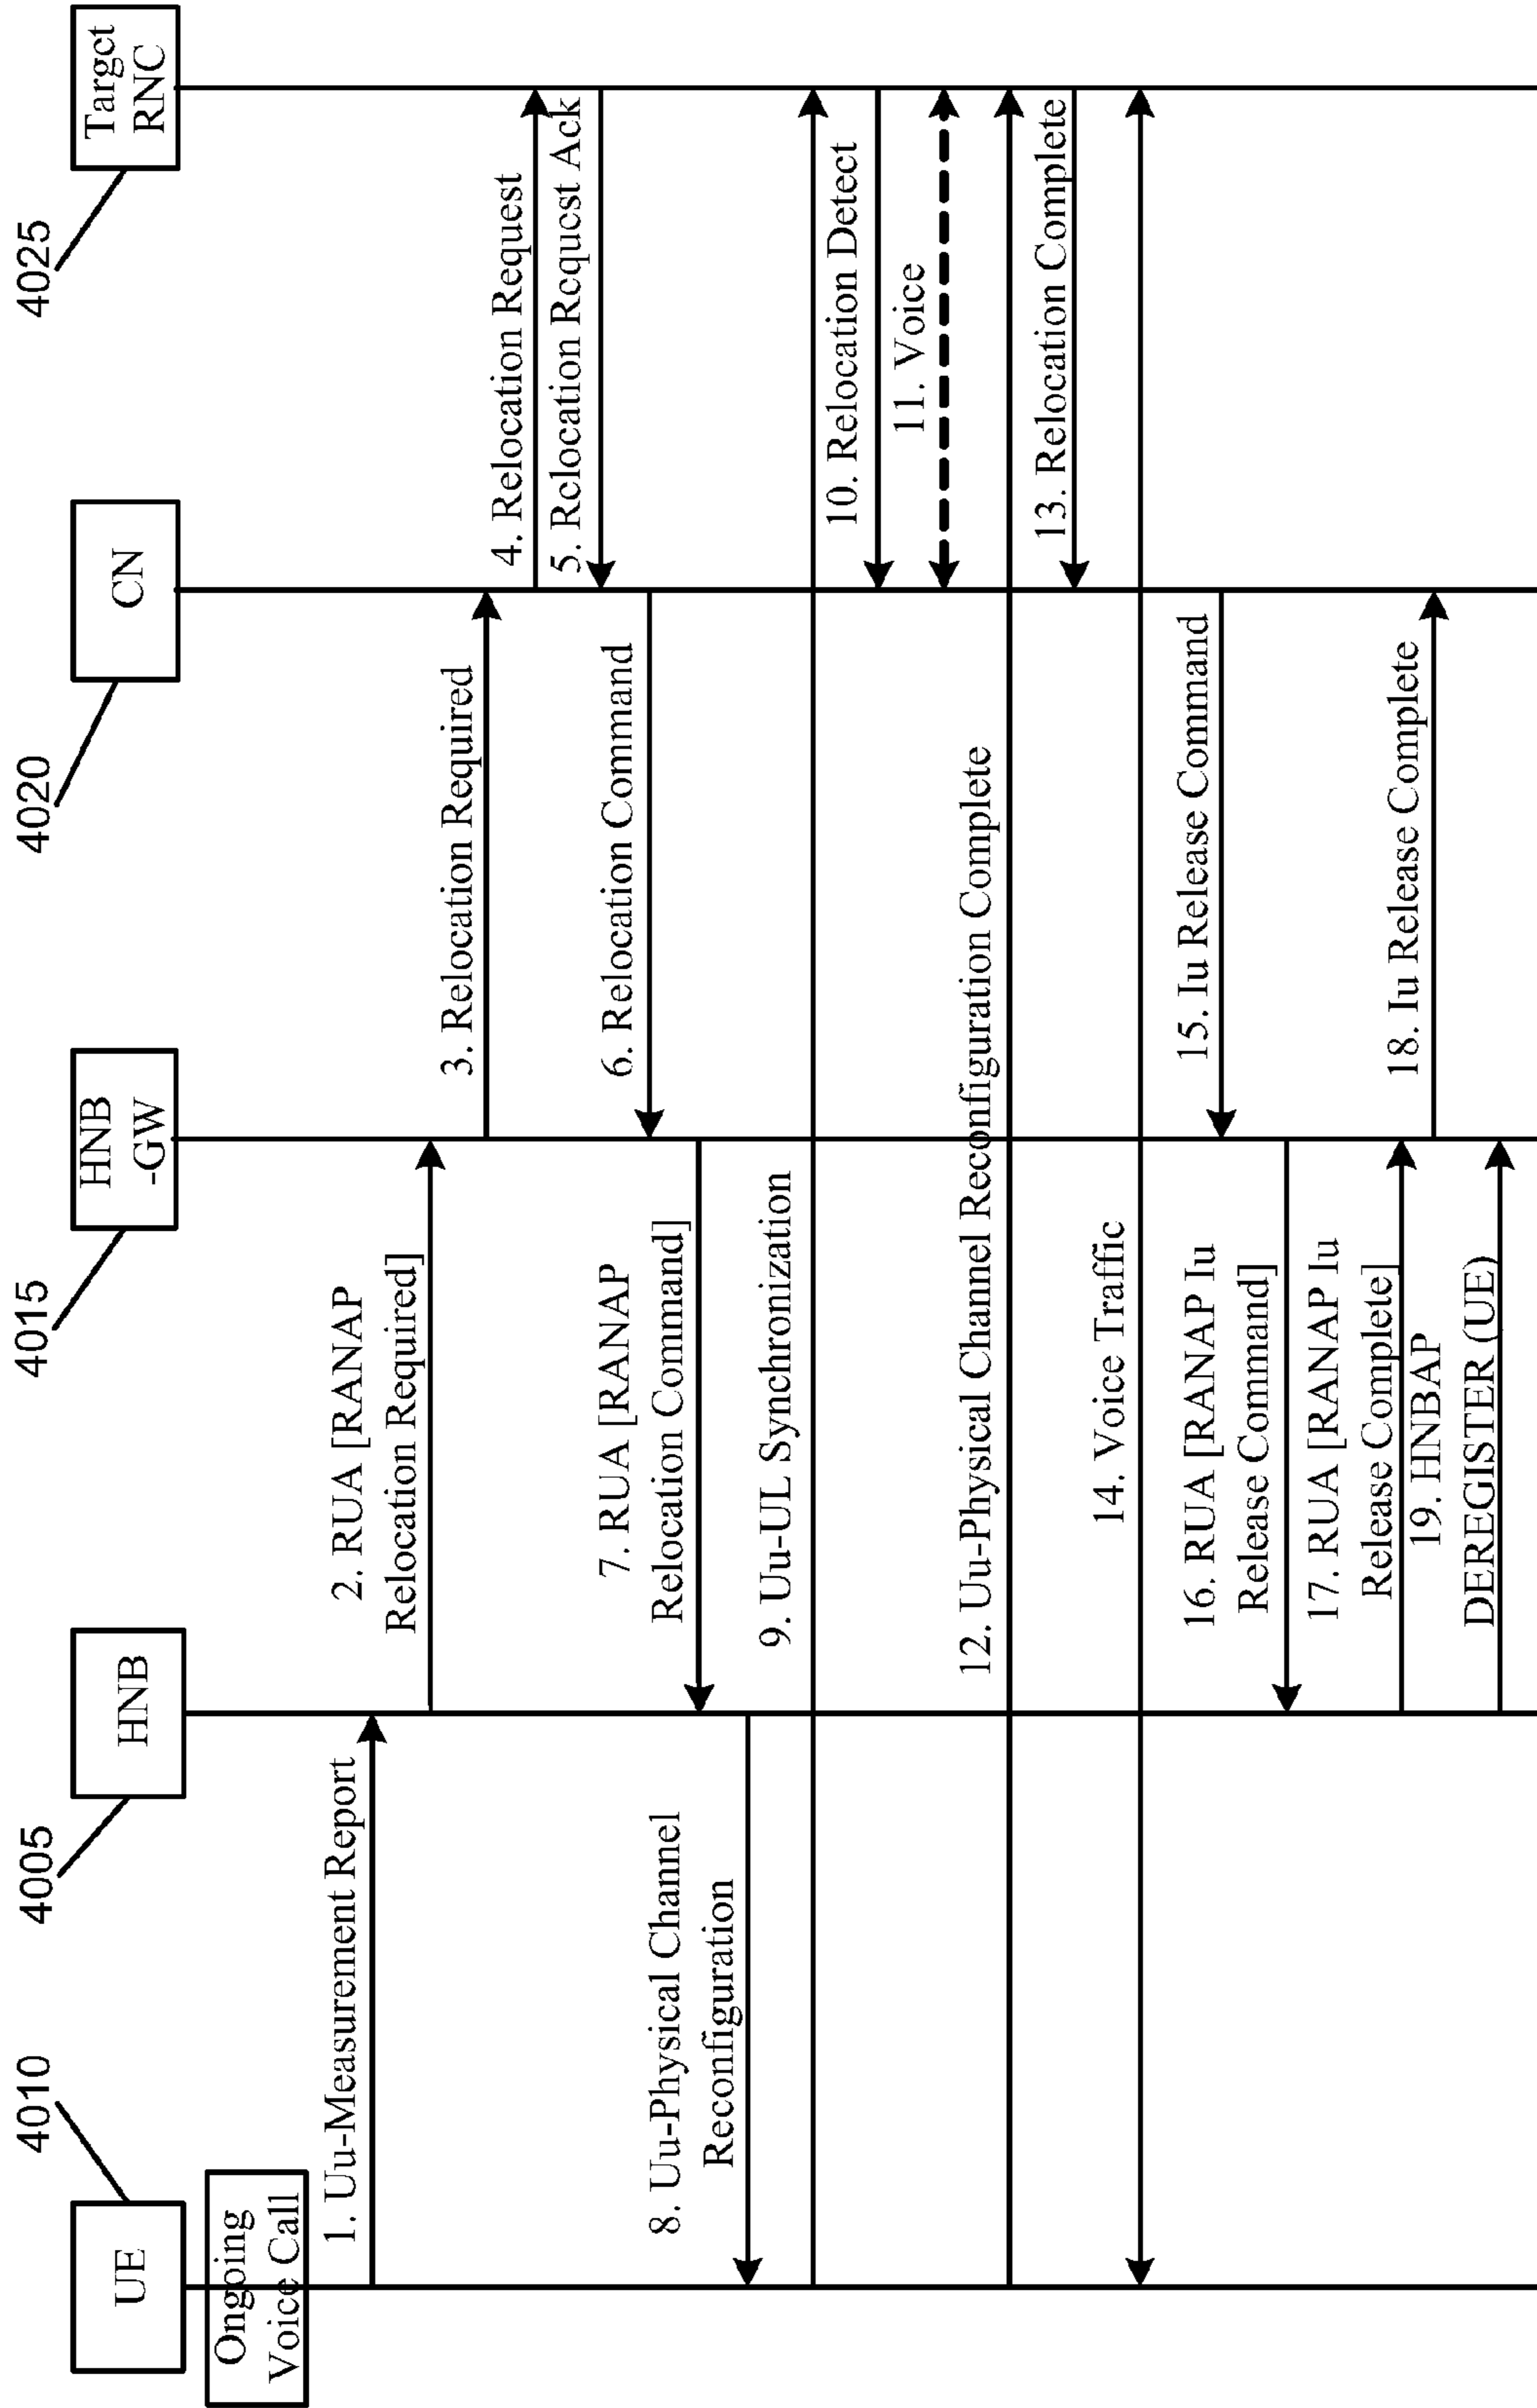 4010
4005
4015
4020
4025
UE
HNB
HNB
-GW
CN
Target
RNC
Ongoing
Voice Call
1. Uu-Measurement Report
2. RUA [RANAP
Relocation Required]
3. Relocation Required
4. Relocation Request
5. Relocation Request Ack
6. Relocation Command
7. RUA [RANAP
Relocation Command]
8. Uu-Physical Channel
Reconfiguration
9. Uu-UL Synchronization
10. Relocation Detect
11. Voice
12. Uu-Physical Channel Reconfiguration Complete
13. Relocation Complete
14. Voice Traffic
15. Iu Release Command
16. RUA [RANAP Iu
Release Command]
17. RUA [RANAP Iu
Release Complete]
18. Iu Release Complete
19. HNBAP
DEREGISTER (UE)